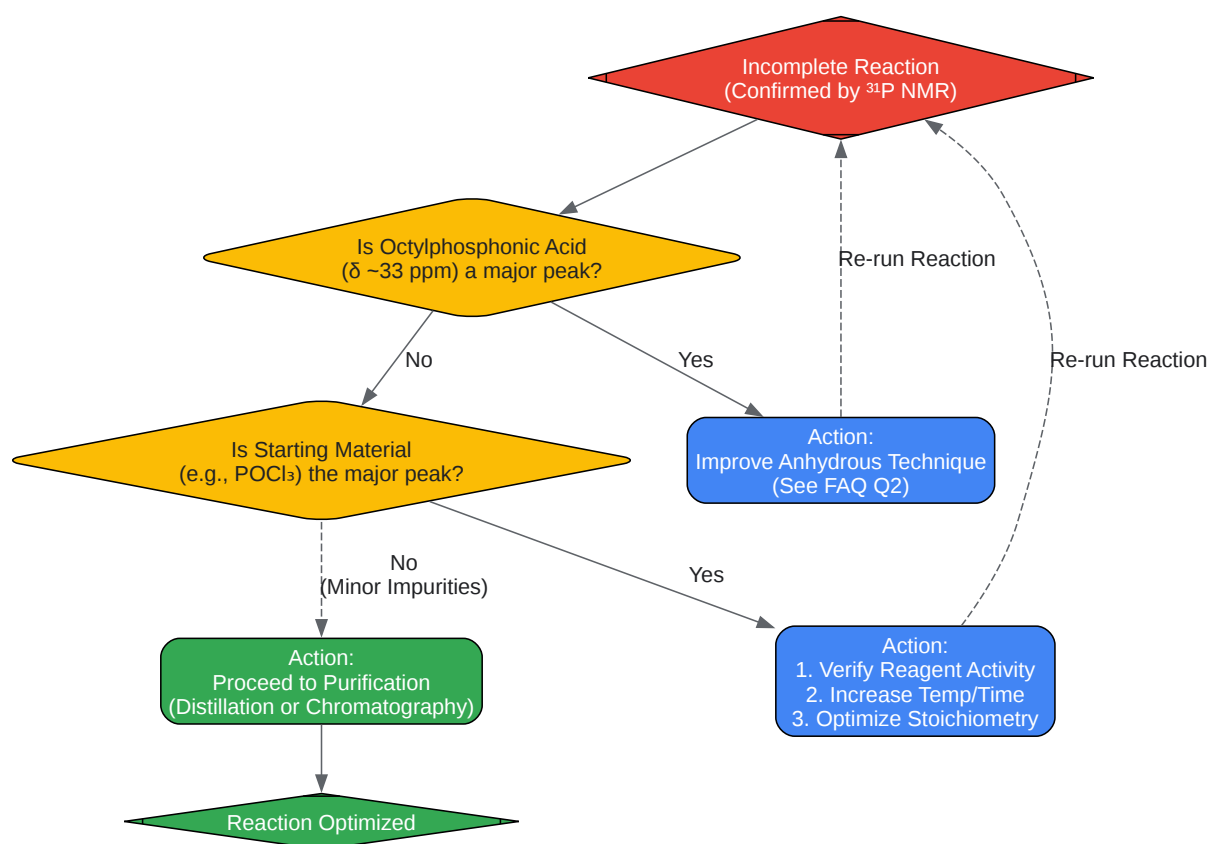 Incomplete Reaction
(Confirmed by ³¹P NMR)
Is Octylphosphonic Acid
(δ ~33 ppm) a major peak?
Re-run Reaction
No
Yes
Re-run Reaction
Is Starting Material
(e.g., POCl₃) the major peak?
Action:
Improve Anhydrous Technique
(See FAQ Q2)
No
(Minor Impurities)
Yes
Action:
Proceed to Purification
(Distillation or Chromatography)
Action:
1. Verify Reagent Activity
2. Increase Temp/Time
3. Optimize Stoichiometry
Reaction Optimized